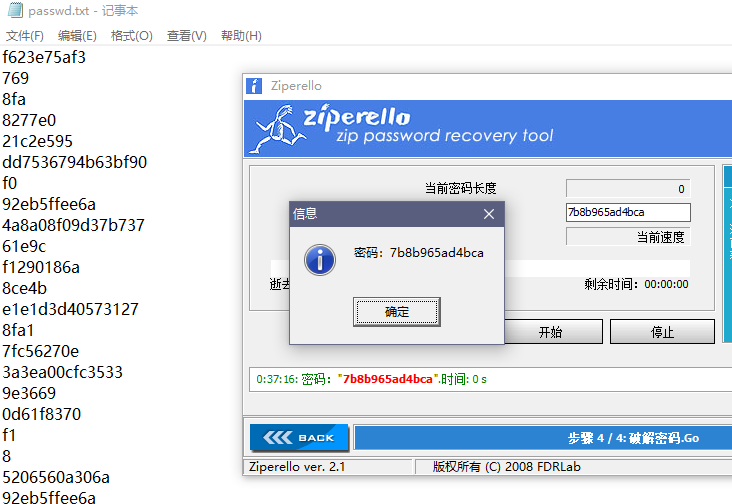 passwd.txt - 记事本
文件(F) 编辑(E) 格式(O) 查看(V) 帮助(H)
f623e75af3
769
8fa
8277e0
21c2e595
dd7536794b63bf90
f0
92eb5ffee6a
4a8a08f09d37b737
61e9c
f1290186a
8ce4b
e1e1d3d40573127
8fa1
7fc56270e
3a3ea00cfc3533
9e3669
0d61f8370
f1
8
5206560a306a
92eb5ffee6a
Ziperello
ziperello
zip password recovery tool
当前密码长度
0
7b8b965ad4bca
当前速度
剩余时间：00:00:00
信息
密码：7b8b965ad4bca
确定
开始
停止
0:37:16: 密码："7b8b965ad4bca".时间: 0 s
BACK
步骤 4 / 4: 破解密码.Go
Ziperello ver. 2.1
版权所有 (C) 2008 FDRLab